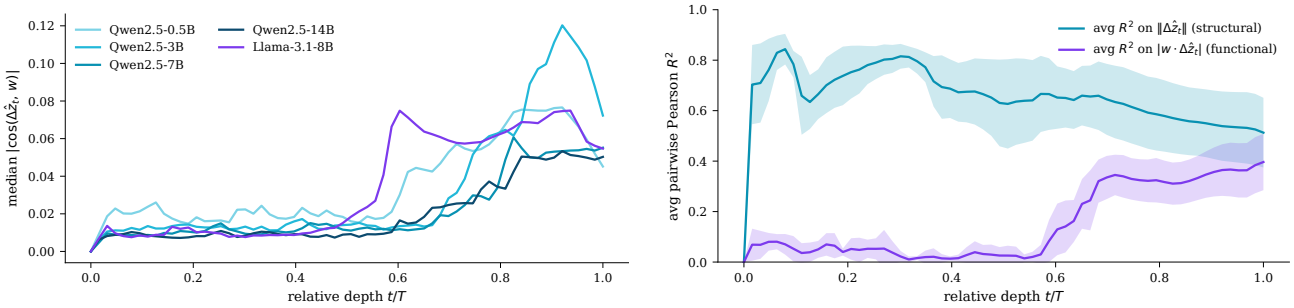 median |cos(Δẑₜ, w)|
0.12
0.10
0.08
0.06
0.04
0.02
0.00
Qwen2.5-0.5B
Qwen2.5-3B
Qwen2.5-7B
Qwen2.5-14B
Llama-3.1-8B
0.0 0.2 0.4 0.6 0.8 1.0
relative depth t/T
avg pairwise Pearson R²
1.0
0.8
0.6
0.4
0.2
0.0
avg R² on ‖Δẑₜ‖ (structural)
avg R² on |w · Δẑₜ| (functional)
0.0 0.2 0.4 0.6 0.8 1.0
relative depth t/T